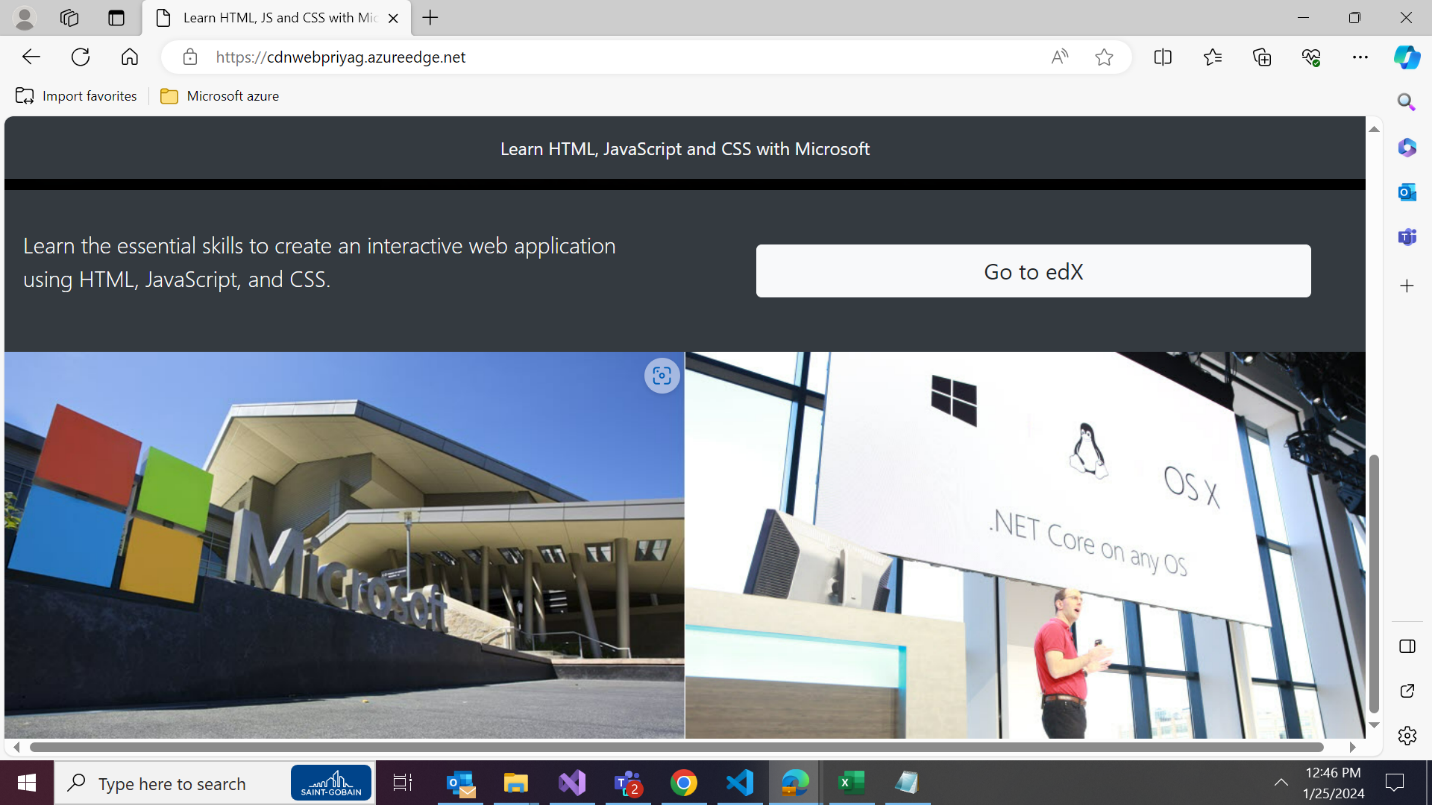 Learn HTML, JS and CSS with Mic
https://cdnwebpriyag.azureedge.net
Import favorites
Microsoft azure
Learn HTML, JavaScript and CSS with Microsoft
Learn the essential skills to create an interactive web application
using HTML, JavaScript, and CSS.
Go to edX
Microsoft
OS X
.NET Core on any OS
Type here to search
SAINT-GOBAIN
2
12:46 PM
1/25/2024